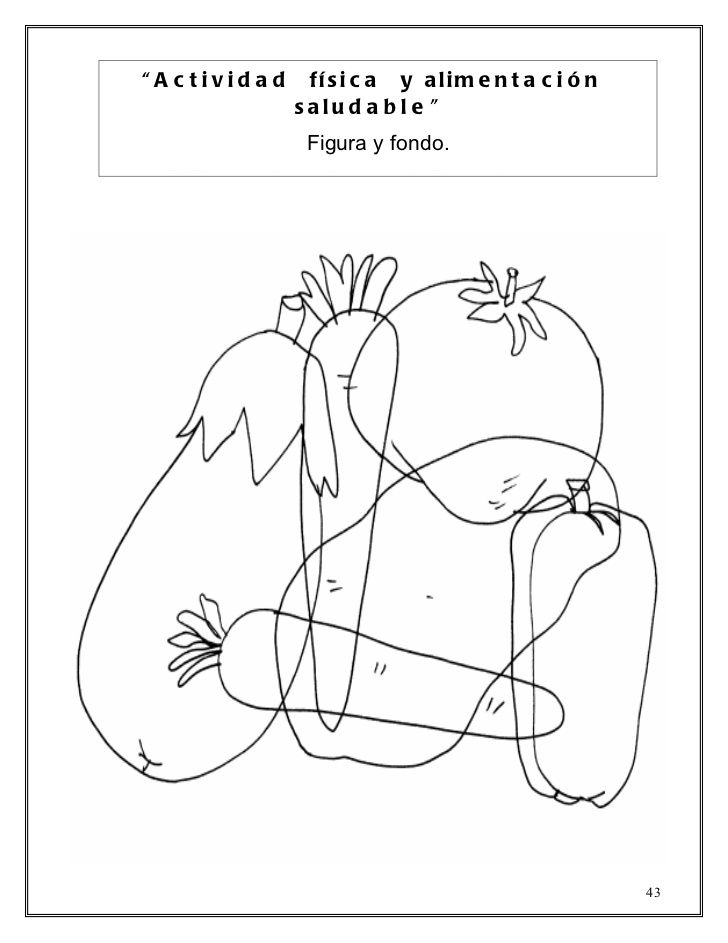 “Actividad física y alimentación
saludable”
Figura y fondo.
43